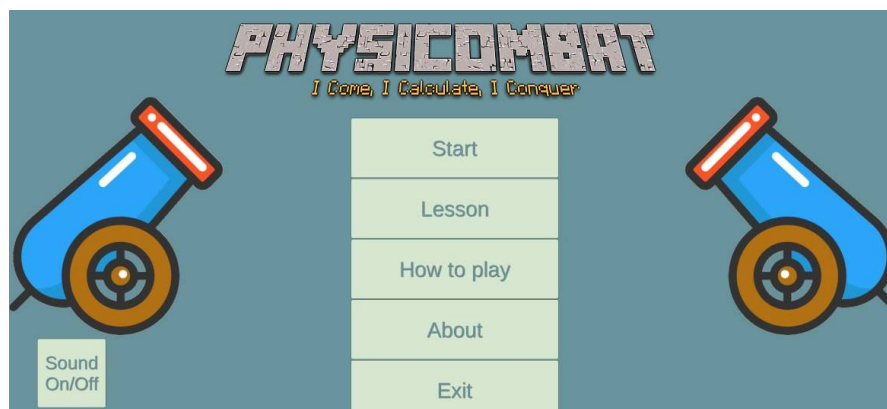 PHYSICOMBAT
I Come, I Calculate, I Conquer
Start
Lesson
How to play
About
Exit
Sound
On/Off